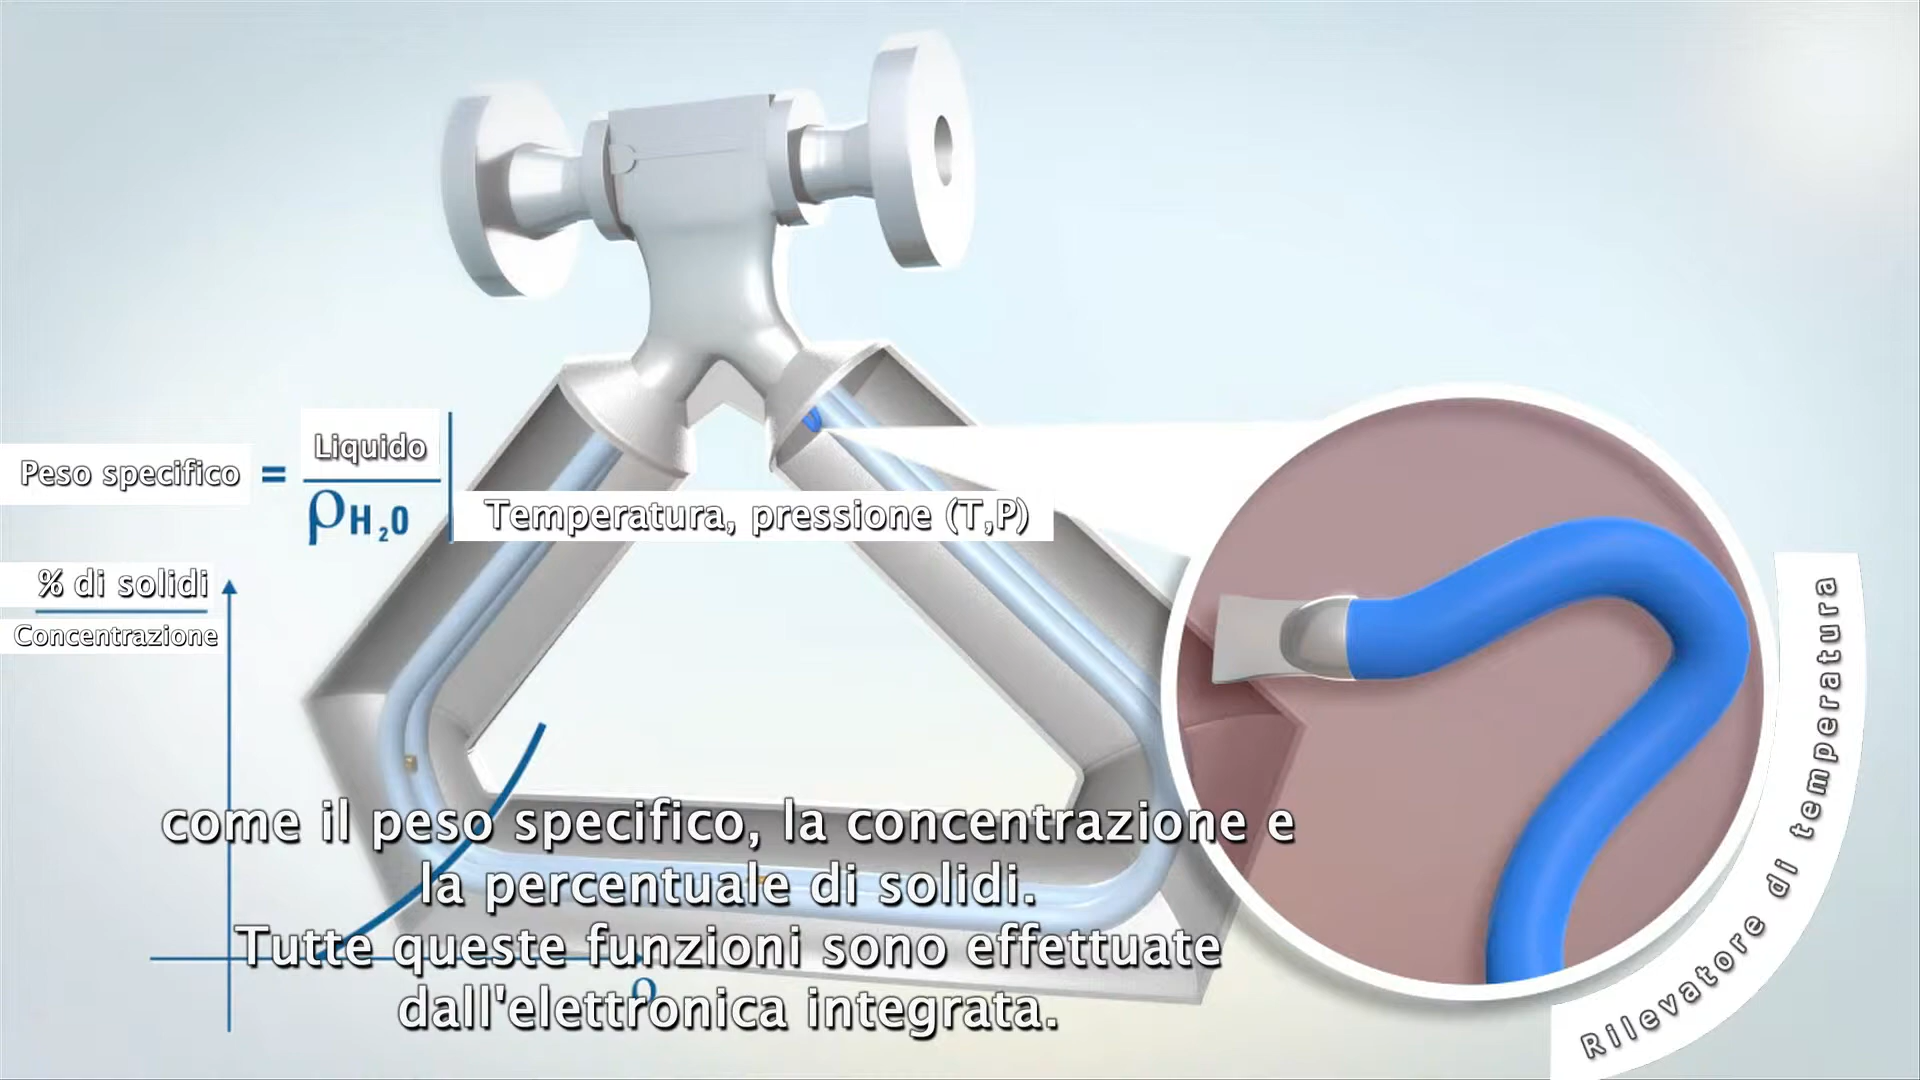 Peso specifico
=
Liquido
ρH₂O
Temperatura, pressione (T,P)
% di solidi
Concentrazione
Rilevatore di temperatura
come il peso specifico, la concentrazione e
la percentuale di solidi.
Tutte queste funzioni sono effettuate
dall'elettronica integrata.
ρ